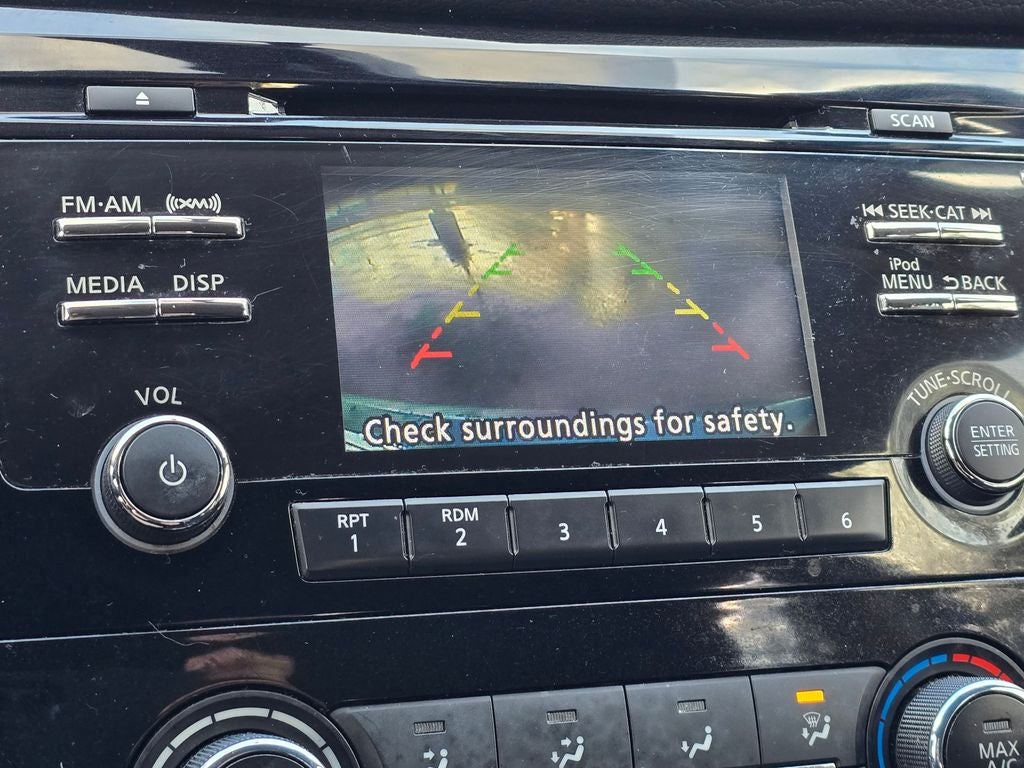 SCAN
FM·AM ((XM))
SEEK·CAT
MEDIA DISP
iPod
MENU BACK
VOL
TUNE·SCROLL
Check surroundings for safety.
ENTER
SETTING
RPT
1
RDM
2
3
4
5
6
MAX
A/C